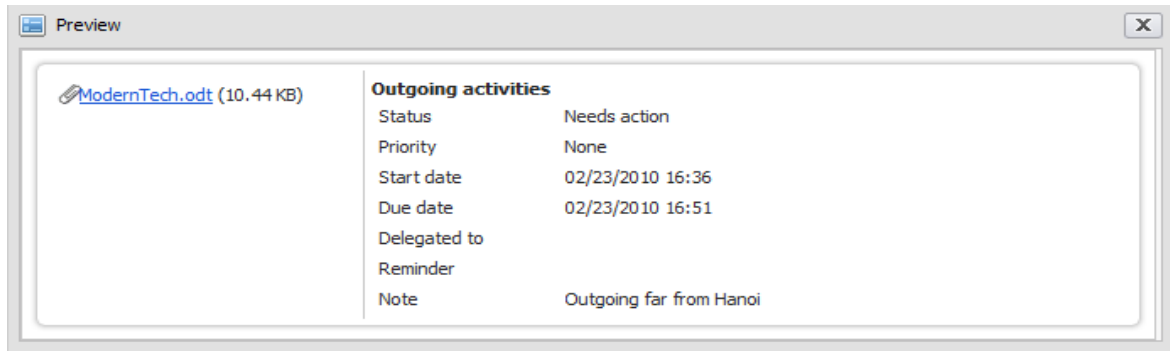 Preview
X
ModernTech.odt (10.44 KB)
Outgoing activities
Status Needs action
Priority None
Start date 02/23/2010 16:36
Due date 02/23/2010 16:51
Delegated to
Reminder
Note Outgoing far from Hanoi